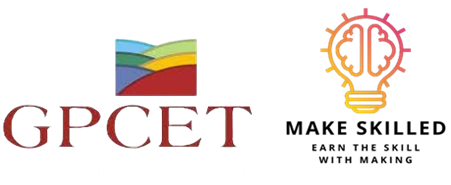 GPCET
MAKE SKILLED
EARN THE SKILL
WITH MAKING